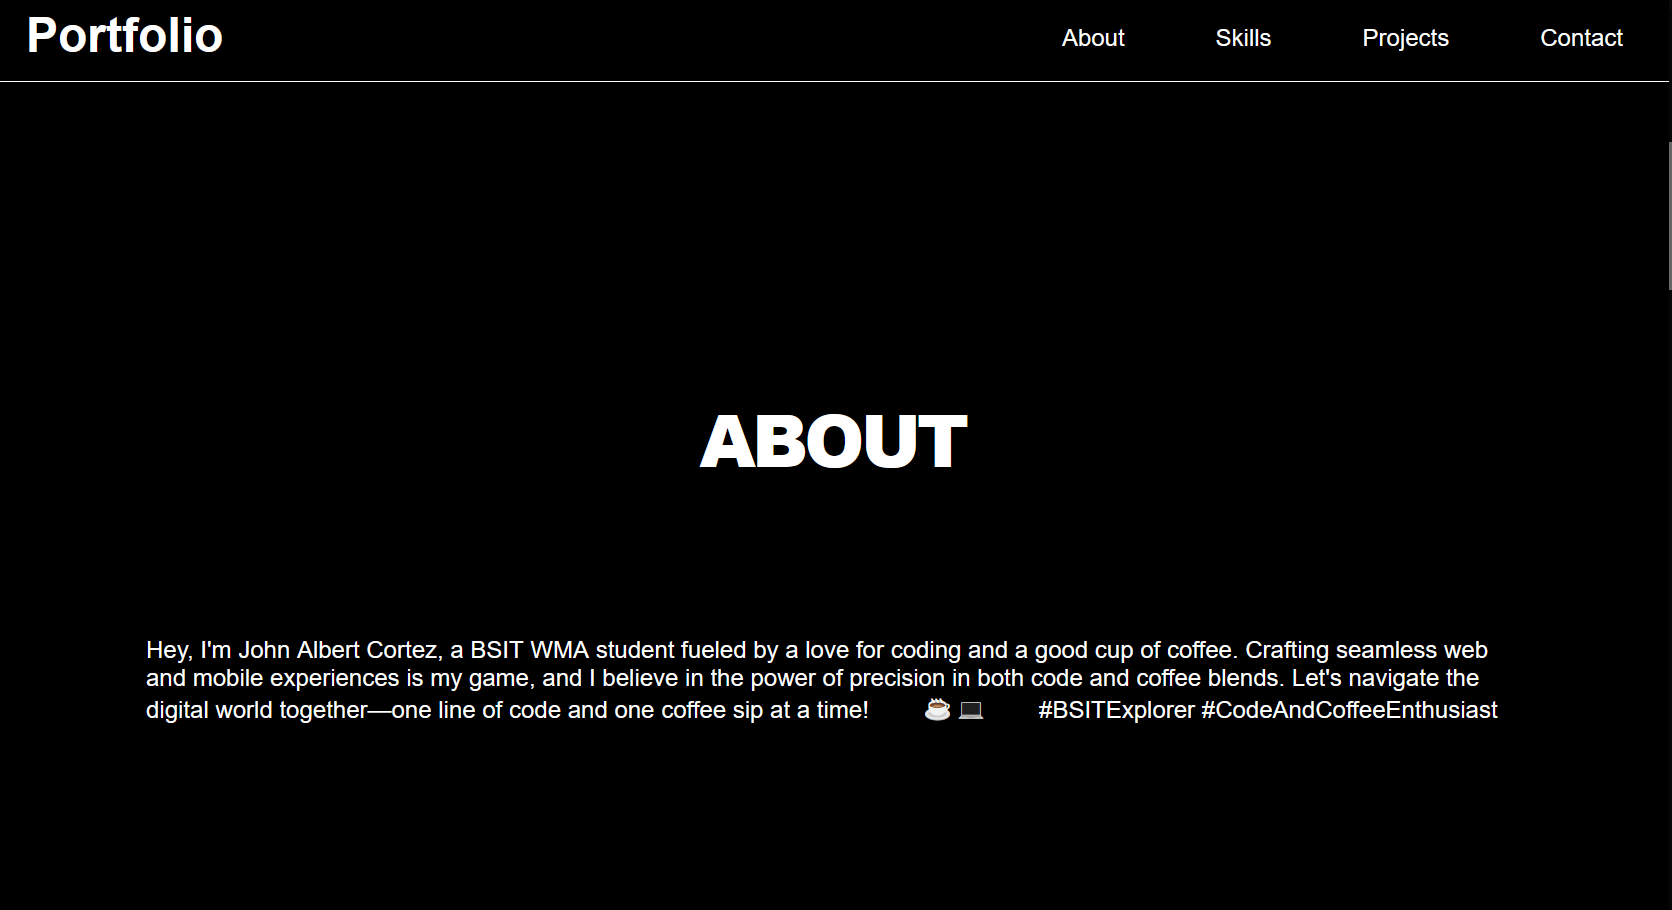 Portfolio
About Skills Projects Contact
ABOUT
Hey, I'm John Albert Cortez, a BSIT WMA student fueled by a love for coding and a good cup of coffee. Crafting seamless web
and mobile experiences is my game, and I believe in the power of precision in both code and coffee blends. Let's navigate the
digital world together—one line of code and one coffee sip at a time! ☕ 💻 #BSITExplorer #CodeAndCoffeeEnthusiast